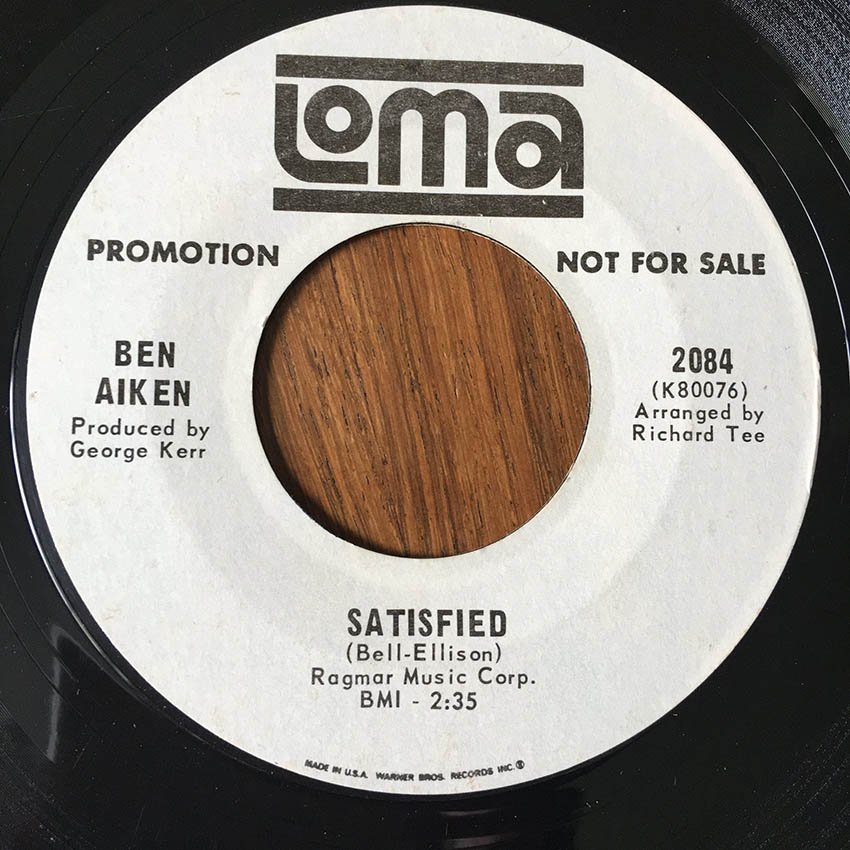 Loma
PROMOTION
NOT FOR SALE
BEN
AIKEN
Produced by
George Kerr
2084
(K80076)
Arranged by
Richard Tee
SATISFIED
(Bell-Ellison)
Ragmar Music Corp.
BMI - 2:35
MADE IN U.S.A. WARNER BROS. RECORDS INC.